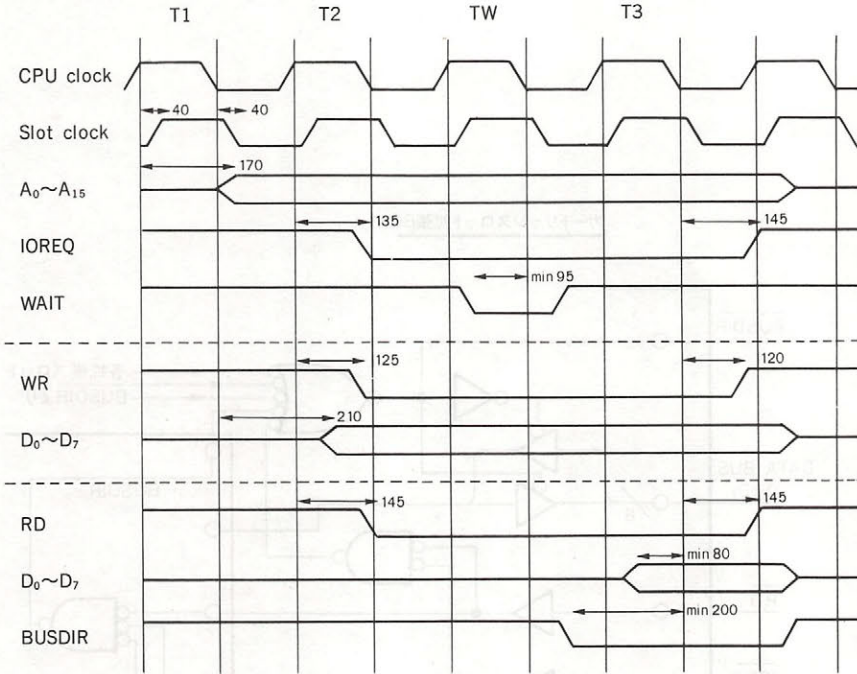 T1 T2 TW T3
CPU clock
40 40
Slot clock
170
A₀~A₁₅
135 145
IOREQ
min 95
WAIT
125 120
WR
210
D₀~D₇
145 145
RD
min 80
D₀~D₇
min 200
BUSDIR